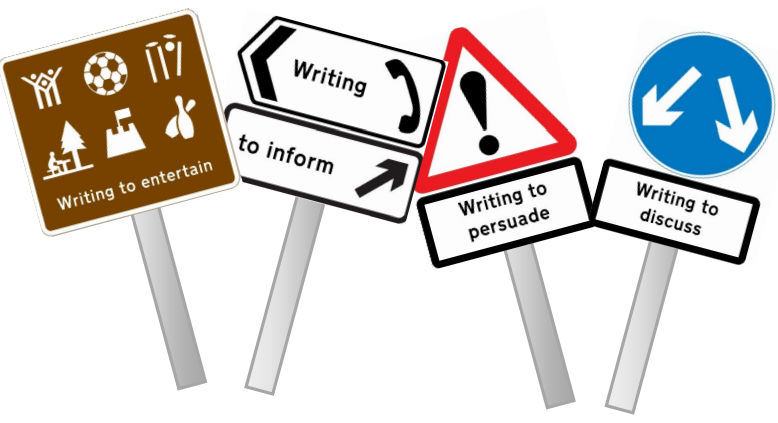 Writing to entertain
Writing
to inform
Writing to
persuade
Writing to
discuss